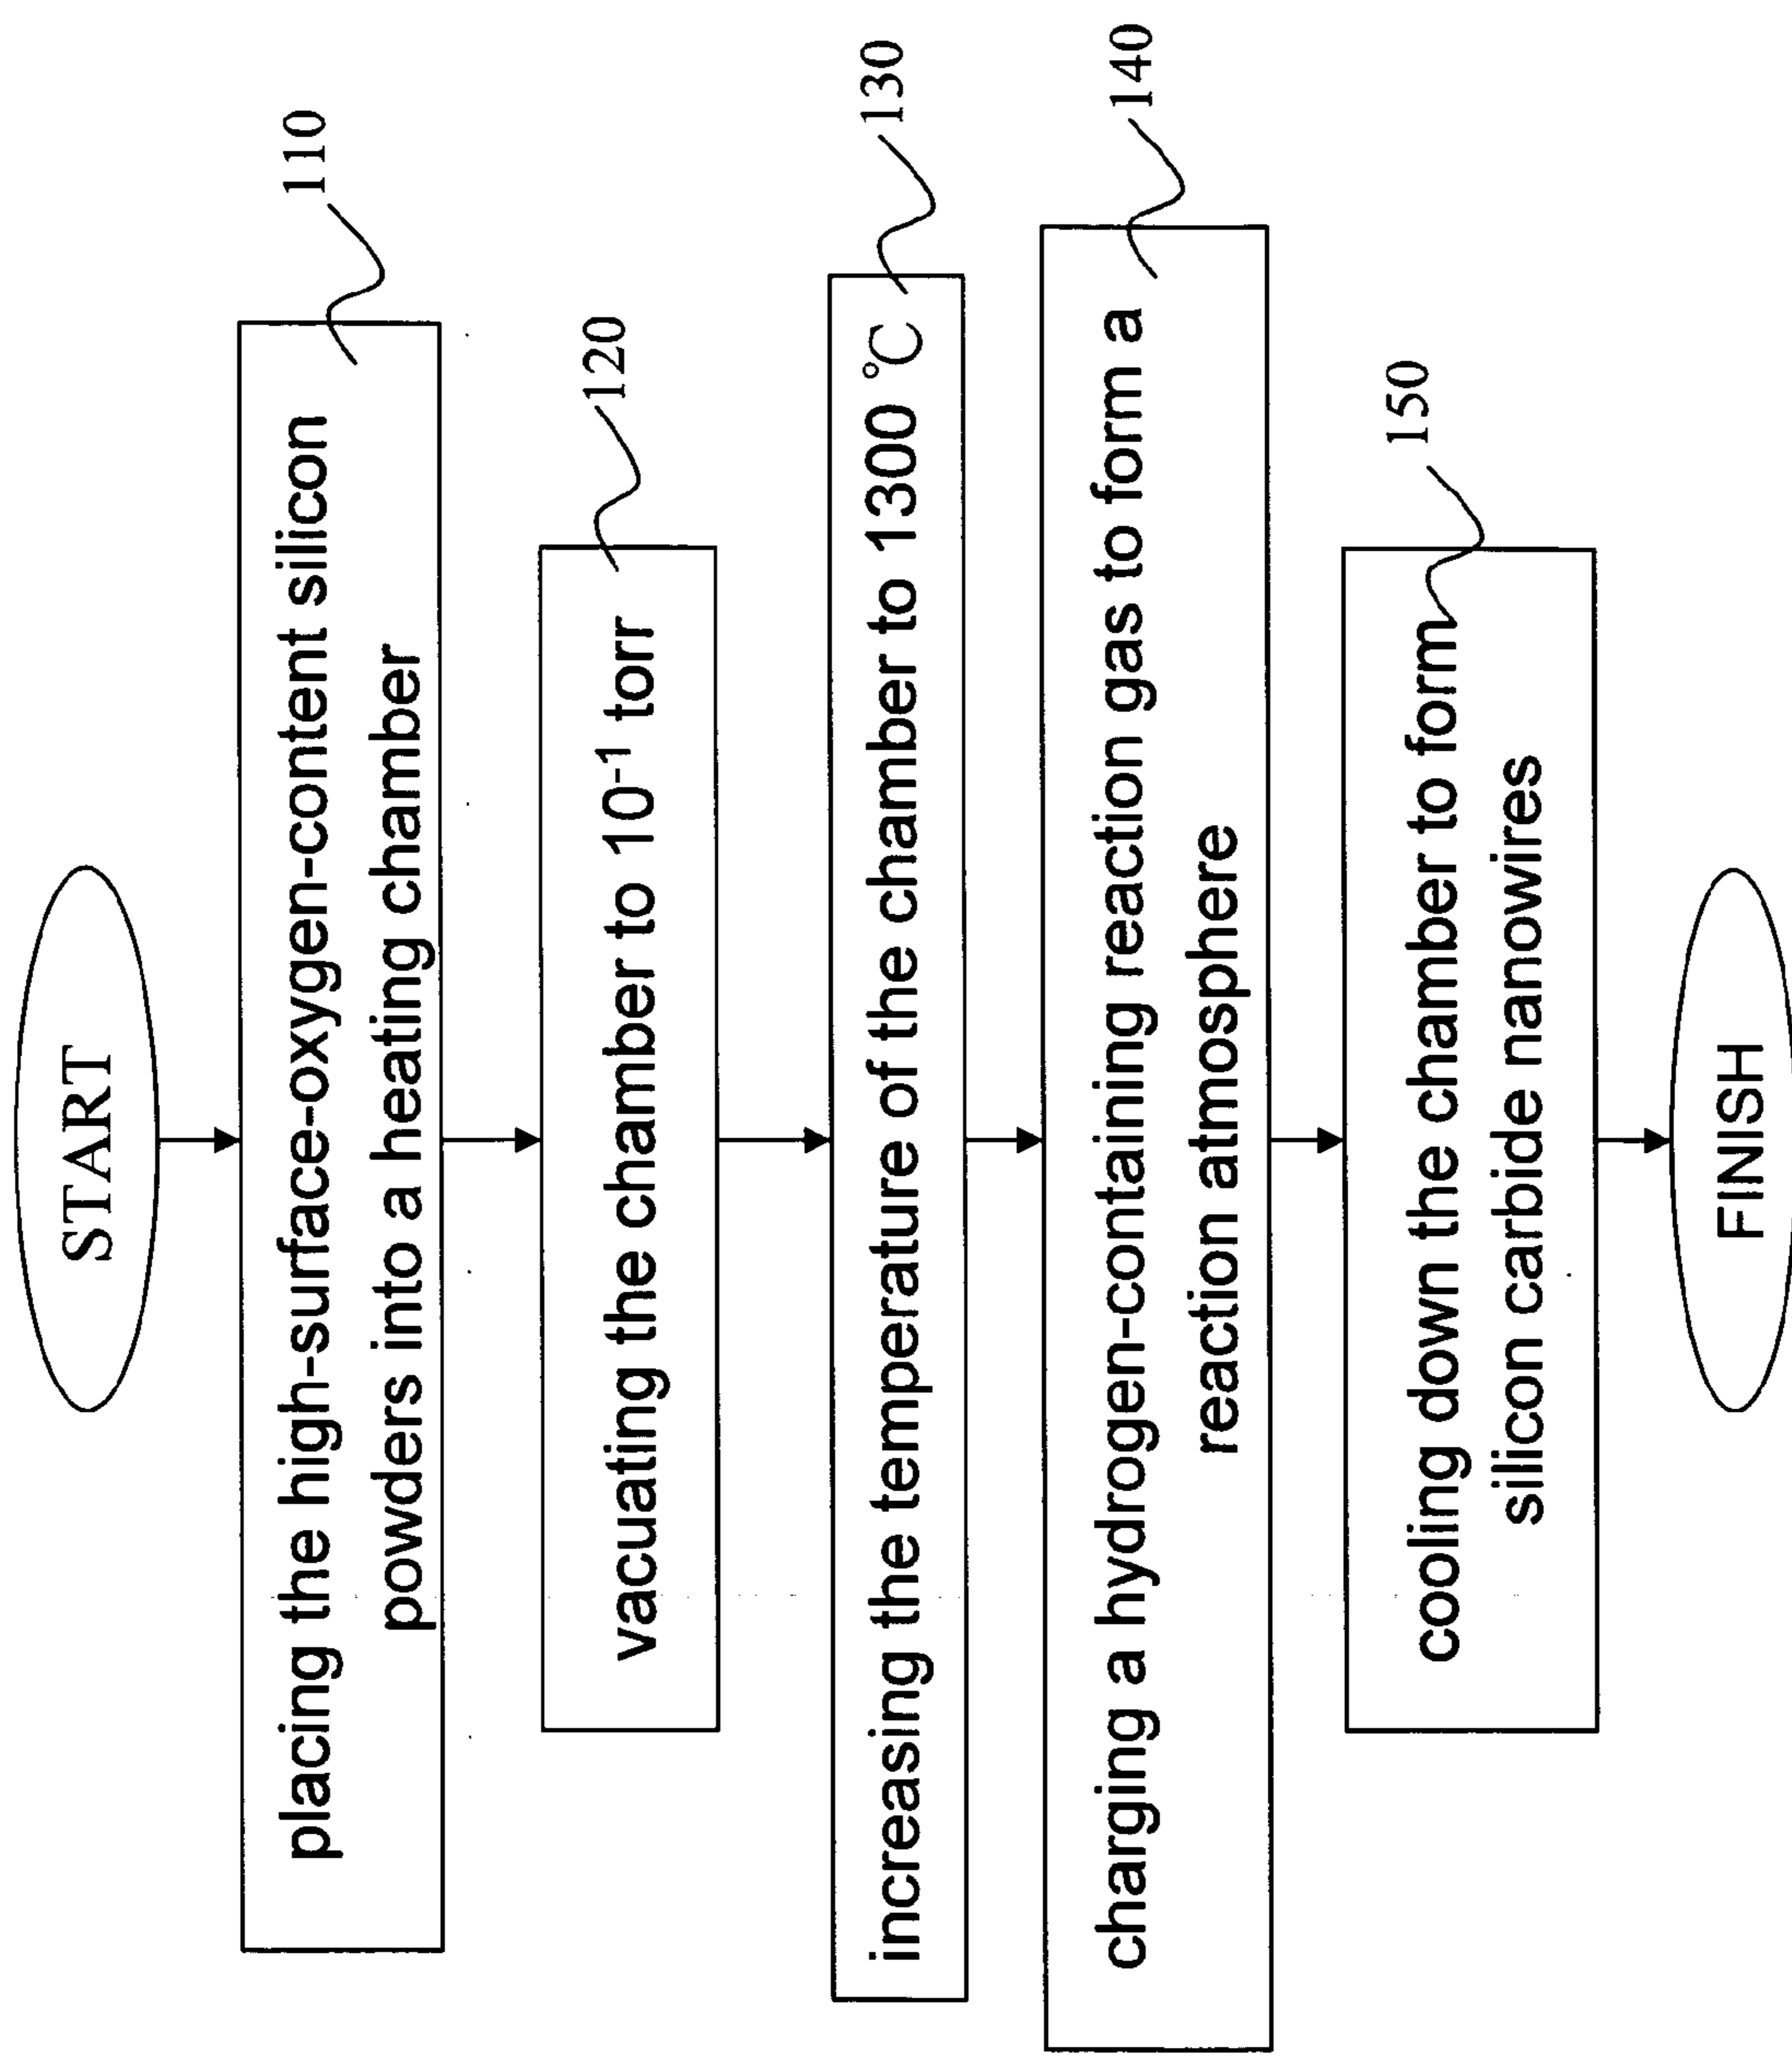 START
placing the high-surface-oxygen-content silicon
powders into a heating chamber
110
vacuating the chamber to 10⁻¹ torr
120
increasing the temperature of the chamber to 1300 °C
130
charging a hydrogen-containing reaction gas to form a
reaction atmosphere
140
cooling down the chamber to form
silicon carbide nanowires
150
FINISH